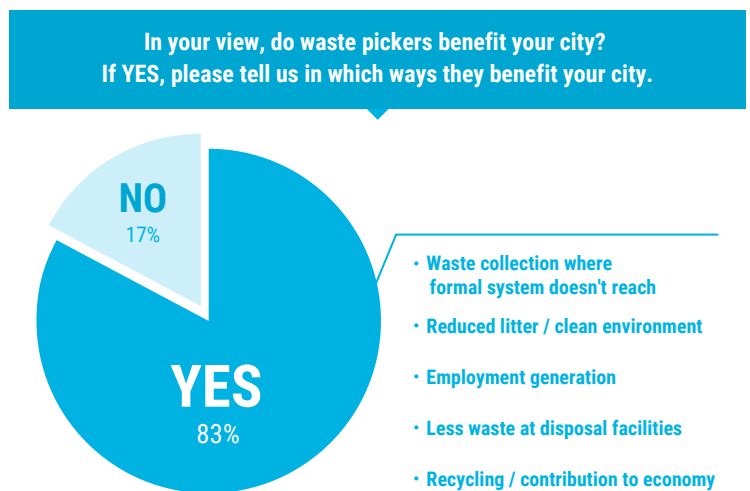 In your view, do waste pickers benefit your city?
If YES, please tell us in which ways they benefit your city.
NO
17%
YES
83%
· Waste collection where
formal system doesn't reach
· Reduced litter / clean environment
· Employment generation
· Less waste at disposal facilities
· Recycling / contribution to economy